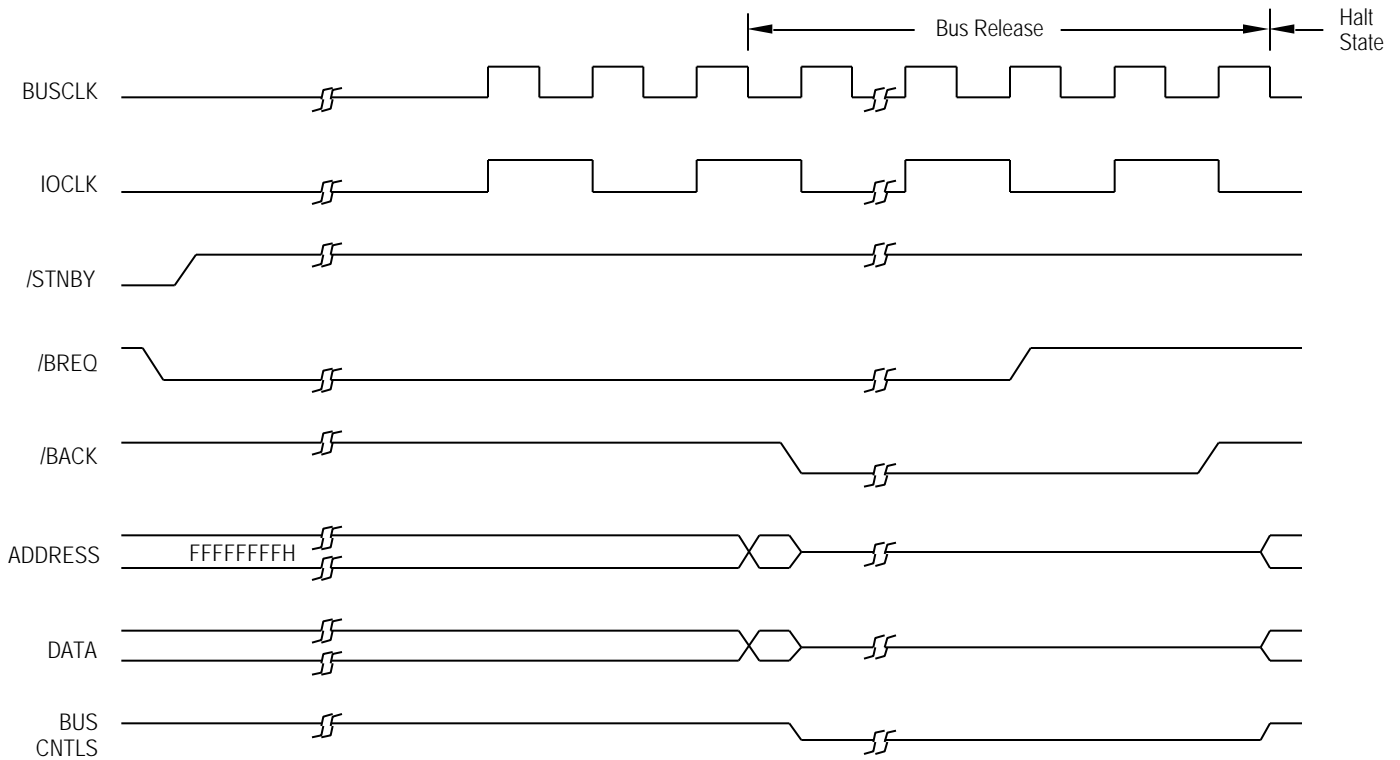 Bus Release
Halt
State
BUSCLK
IOCLK
/STNBY
/BREQ
/BACK
ADDRESS
FFFFFFFFH
DATA
BUS
CNTLS